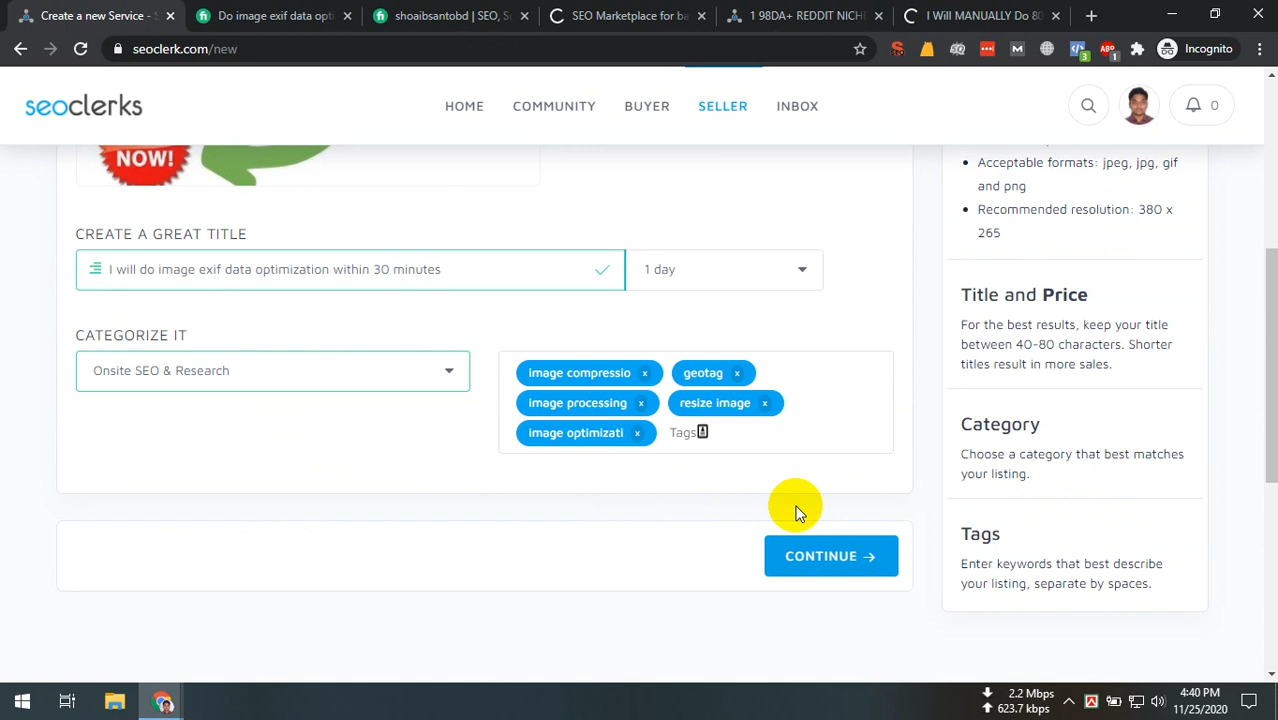 Create a new Service -
Do image exif data opti
shoaibsantobd | SEO, S
SEO Marketplace for ba
1 98DA+ REDDIT NICH
I Will MANUALLY Do 80
seoclerk.com/new
Incognito
3
ABP
1
seoclerks
HOME
COMMUNITY
BUYER
SELLER
INBOX
0
NOW!
Acceptable formats: jpeg, jpg, gif
and png
Recommended resolution: 380 x
265
CREATE A GREAT TITLE
I will do image exif data optimization within 30 minutes
1 day
CATEGORIZE IT
Onsite SEO & Research
image compressio x
geotag x
image processing x
resize image x
image optimizati x
Tags
Title and Price
For the best results, keep your title
between 40-80 characters. Shorter
titles result in more sales.
Category
Choose a category that best matches
your listing.
Tags
Enter keywords that best describe
your listing, separate by spaces.
CONTINUE →
2.2 Mbps
623.7 kbps
4:40 PM
11/25/2020